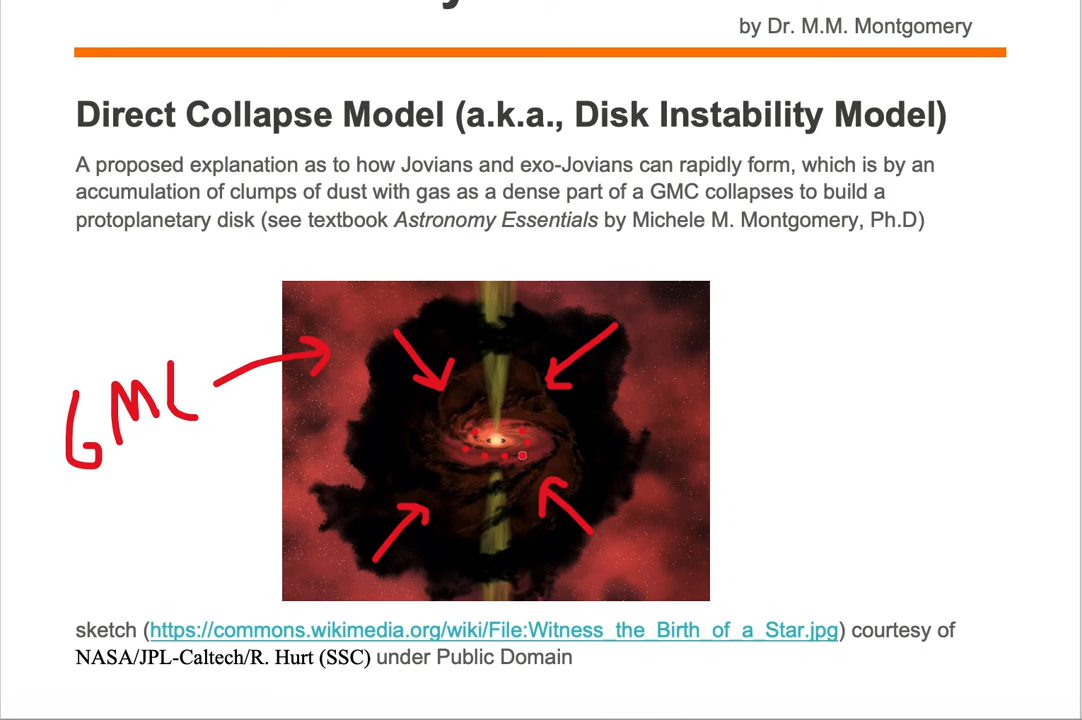 by Dr. M.M. Montgomery
Direct Collapse Model (a.k.a., Disk Instability Model)
A proposed explanation as to how Jovians and exo-Jovians can rapidly form, which is by an
accumulation of clumps of dust with gas as a dense part of a GMC collapses to build a
protoplanetary disk (see textbook Astronomy Essentials by Michele M. Montgomery, Ph.D)
GMC
sketch (https://commons.wikimedia.org/wiki/File:Witness_the_Birth_of_a_Star.jpg) courtesy of
NASA/JPL-Caltech/R. Hurt (SSC) under Public Domain